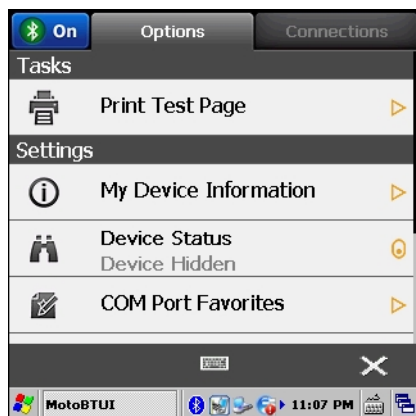 On
Options
Connections
Tasks
Print Test Page
Settings
My Device Information
Device Status
Device Hidden
COM Port Favorites
MotoBTUI
11:07 PM